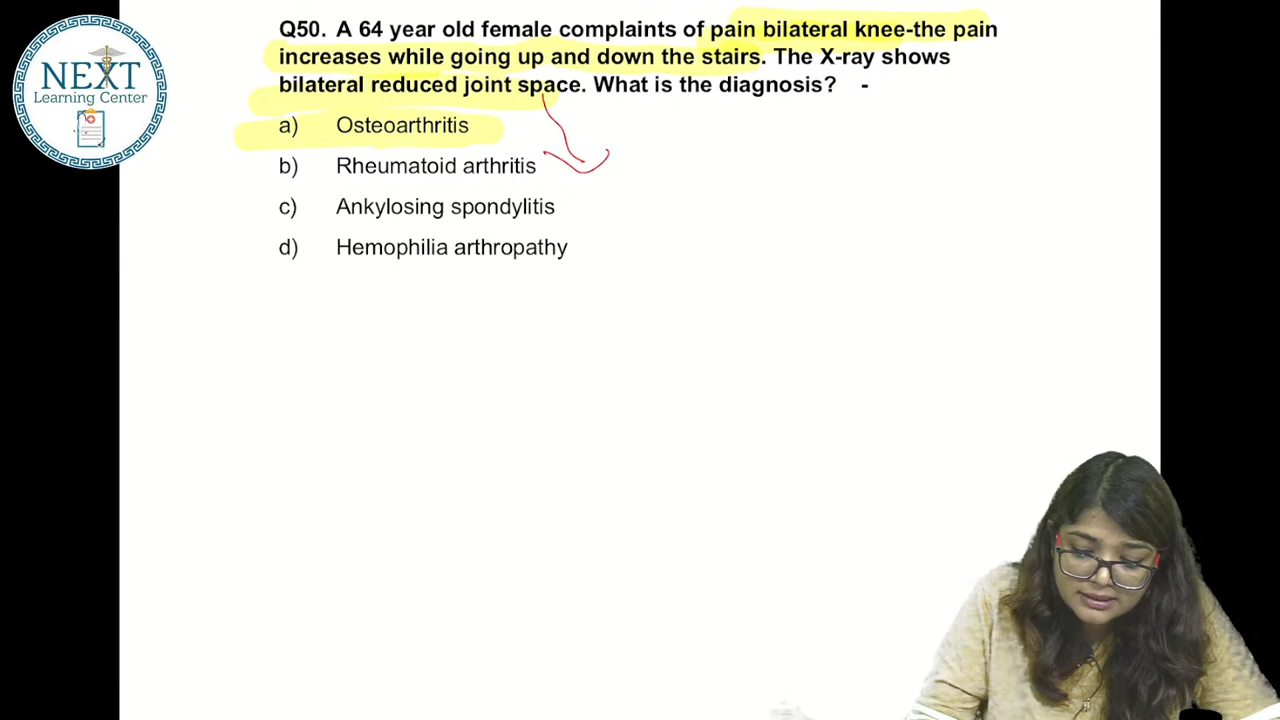 NEXT
Learning Center
Q50. A 64 year old female complaints of pain bilateral knee-the pain
increases while going up and down the stairs. The X-ray shows
bilateral reduced joint space. What is the diagnosis? -
a) Osteoarthritis
b) Rheumatoid arthritis
c) Ankylosing spondylitis
d) Hemophilia arthropathy